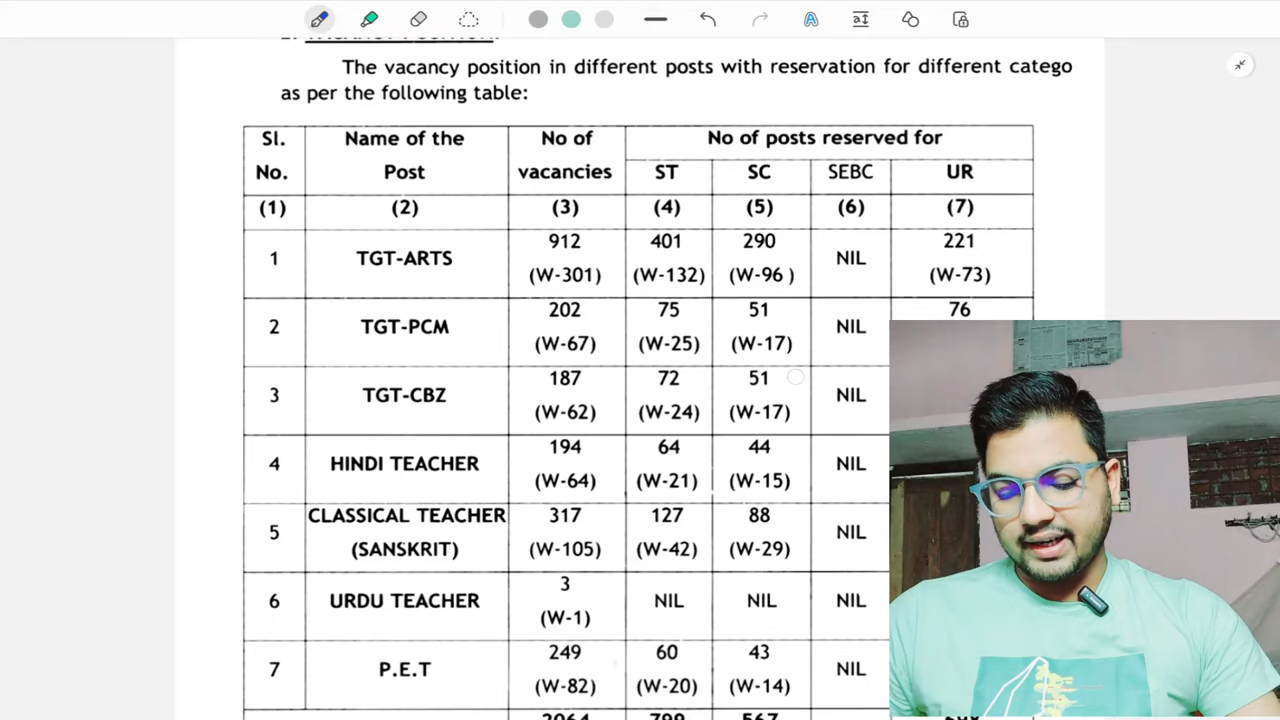 The vacancy position in different posts with reservation for different catego
as per the following table:
Sl. No. | Name of the Post | No of vacancies | No of posts reserved for
ST | SC | SEBC | UR
(1) | (2) | (3) | (4) | (5) | (6) | (7)
1 | TGT-ARTS | 912 (W-301) | 401 (W-132) | 290 (W-96 ) | NIL | 221 (W-73)
2 | TGT-PCM | 202 (W-67) | 75 (W-25) | 51 (W-17) | NIL | 76
3 | TGT-CBZ | 187 (W-62) | 72 (W-24) | 51 (W-17) | NIL
4 | HINDI TEACHER | 194 (W-64) | 64 (W-21) | 44 (W-15) | NIL
5 | CLASSICAL TEACHER (SANSKRIT) | 317 (W-105) | 127 (W-42) | 88 (W-29) | NIL
6 | URDU TEACHER | 3 (W-1) | NIL | NIL | NIL
7 | P.E.T | 249 (W-82) | 60 (W-20) | 43 (W-14) | NIL
2064 | 799 | 567